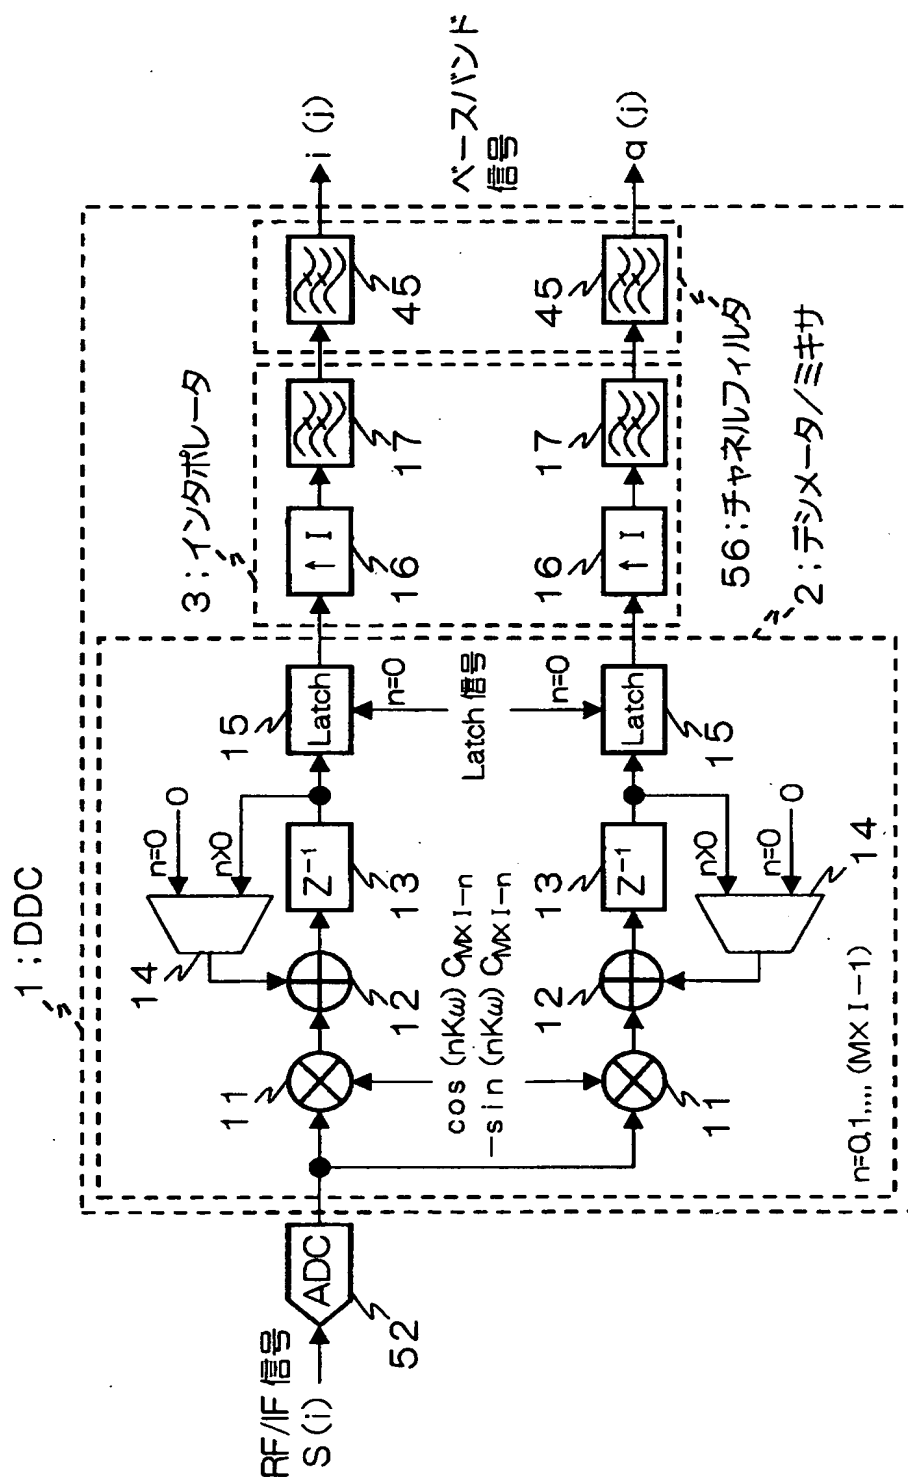 1:DDC
RF/IF 信号
S(i)
ADC
52
11
12
14
n=0
0
n>0
Z⁻¹
13
15
Latch
n=0
Latch 信号
n=0
cos (nKω) C_{M×I-n}
-sin (nKω) C_{M×I-n}
11
12
Z⁻¹
13
n>0
n=0
0
14
Latch
15
n=0,1,...,(M×I-1)
2:デシメータ/ミキサ
3:インタポレータ
↑I
16
17
45
i (j)
↑I
16
17
45
q (j)
56:チャネルフィルタ
ベースバンド
信号